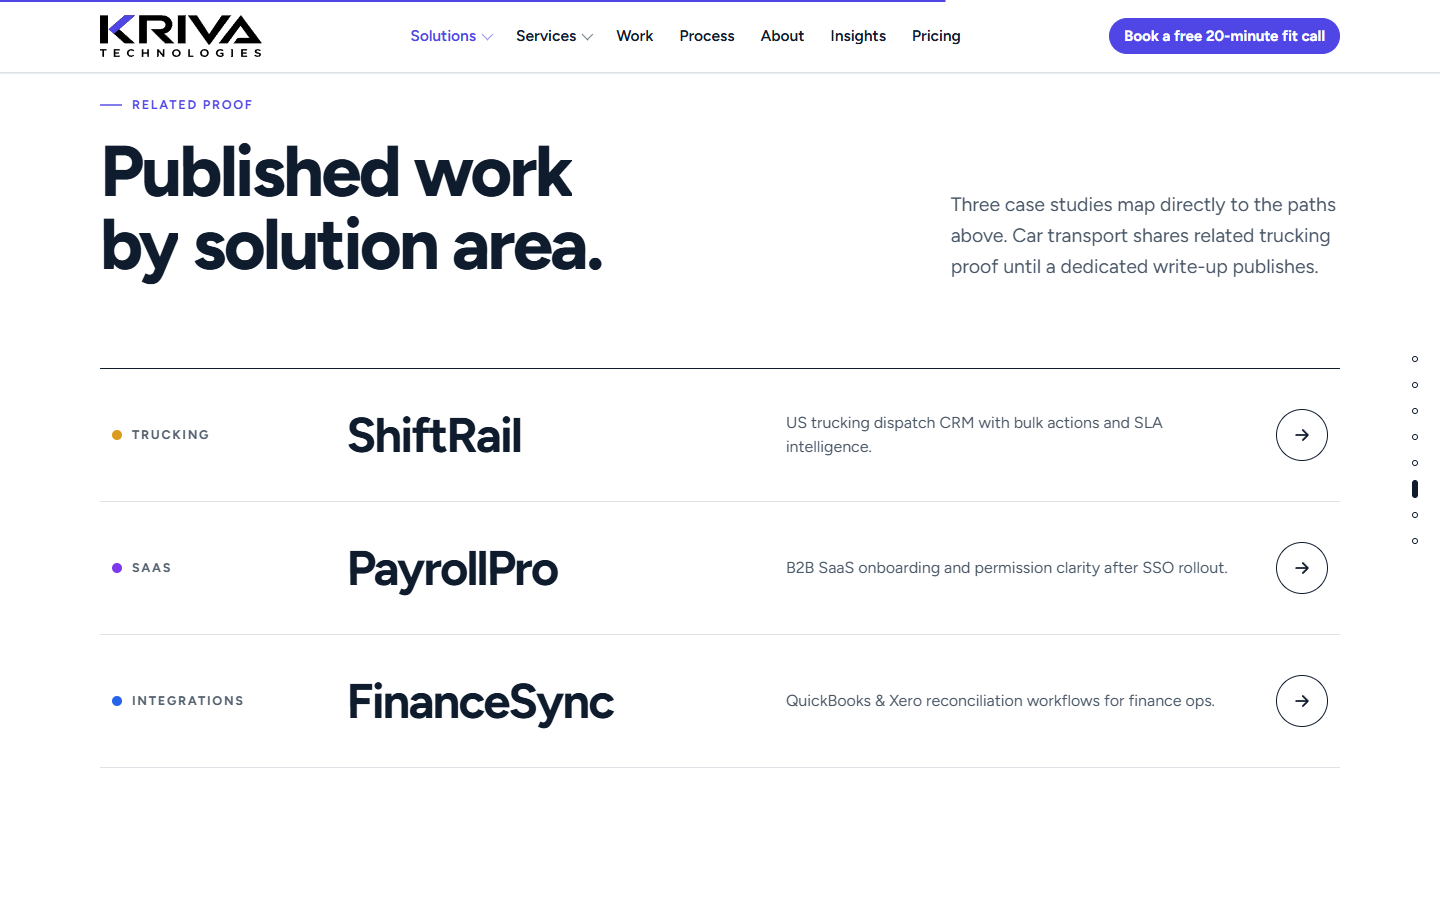 KRIVA
TECHNOLOGIES
Solutions
Services
Work
Process
About
Insights
Pricing
Book a free 20-minute fit call
RELATED PROOF
Published work
by solution area.
Three case studies map directly to the paths
above. Car transport shares related trucking
proof until a dedicated write-up publishes.
TRUCKING
ShiftRail
US trucking dispatch CRM with bulk actions and SLA
intelligence.
SAAS
PayrollPro
B2B SaaS onboarding and permission clarity after SSO rollout.
INTEGRATIONS
FinanceSync
QuickBooks & Xero reconciliation workflows for finance ops.